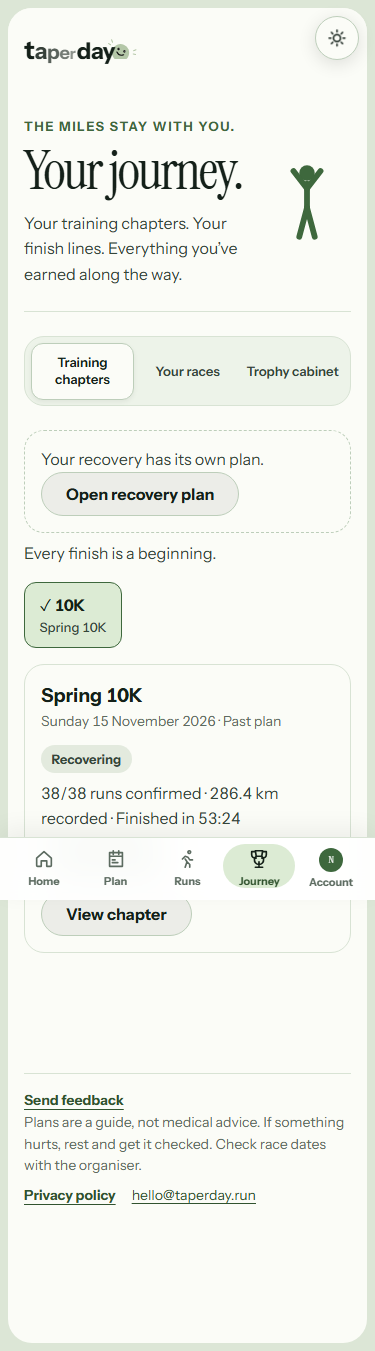 taperday
THE MILES STAY WITH YOU.
Your journey.
Your training chapters. Your
finish lines. Everything you've
earned along the way.
Training
chapters
Your races
Trophy cabinet
Your recovery has its own plan.
Open recovery plan
Every finish is a beginning.
✓ 10K
Spring 10K
Spring 10K
Sunday 15 November 2026 · Past plan
Recovering
38/38 runs confirmed · 286.4 km
recorded · Finished in 53:24
Home
Plan
Runs
Journey
N
Account
View chapter
Send feedback
Plans are a guide, not medical advice. If something
hurts, rest and get it checked. Check race dates
with the organiser.
Privacy policy
hello@taperday.run